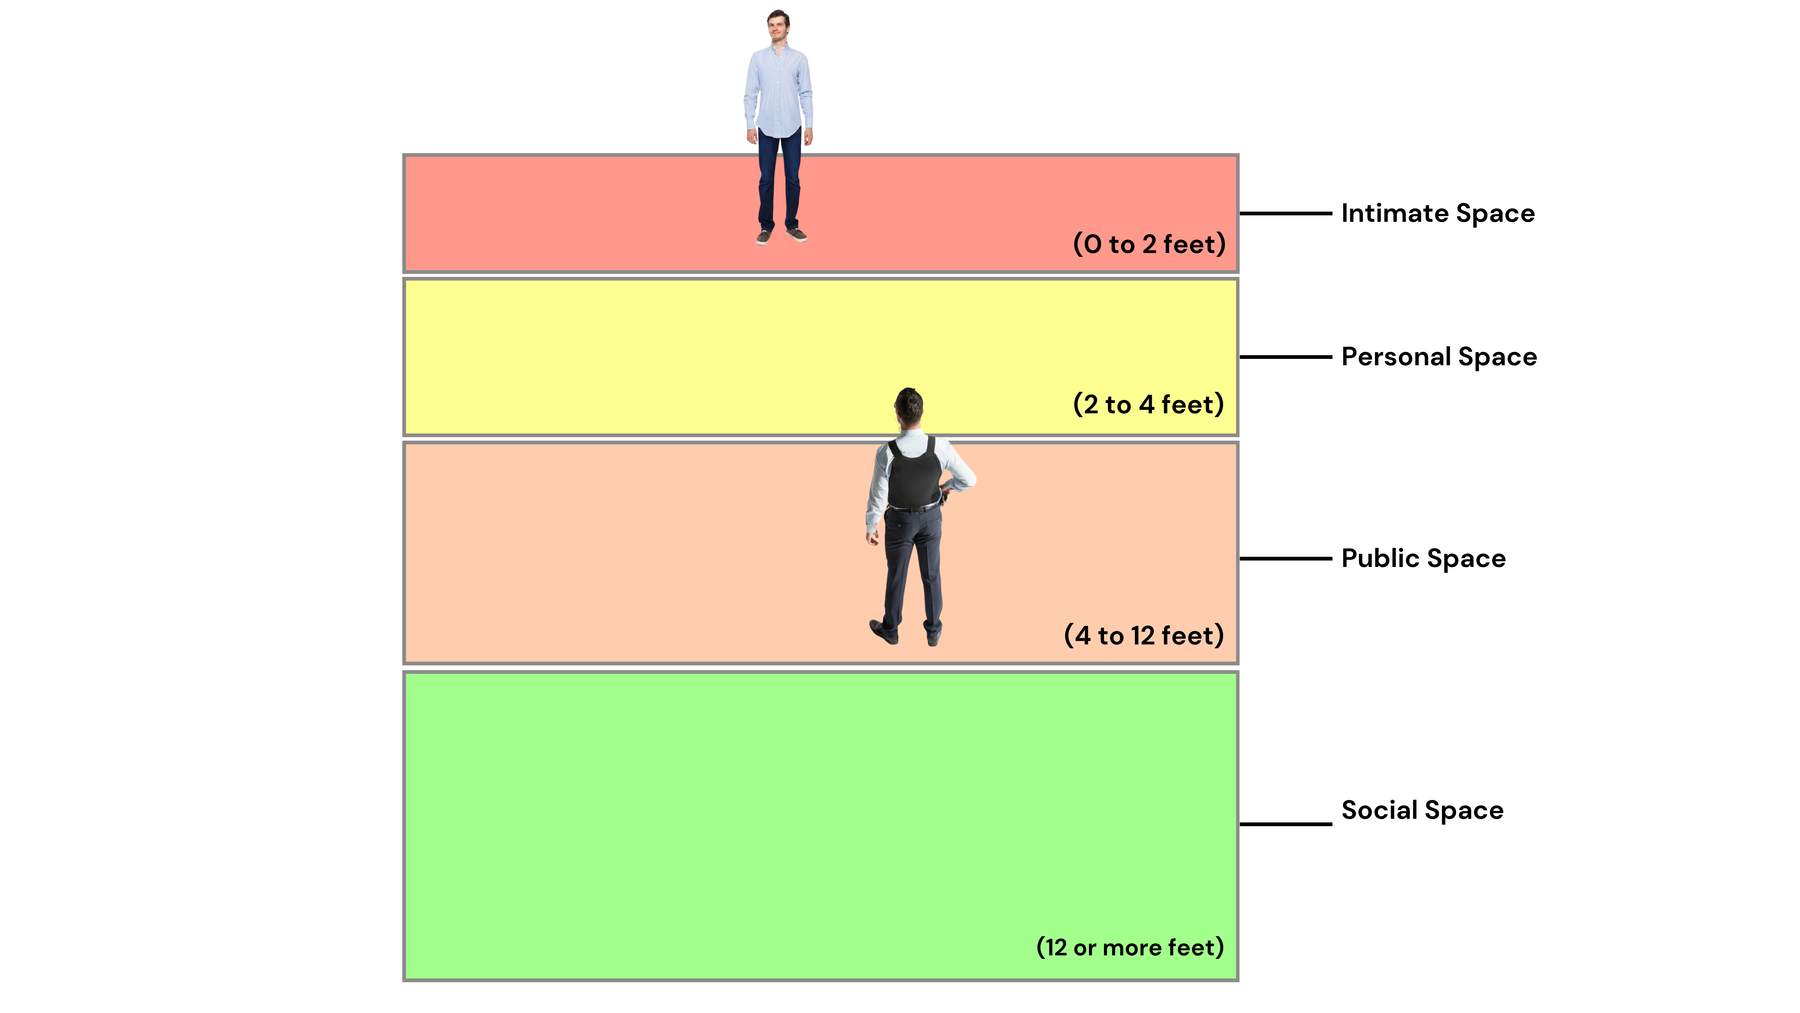 Intimate Space
(0 to 2 feet)
Personal Space
(2 to 4 feet)
Public Space
(4 to 12 feet)
Social Space
(12 or more feet)